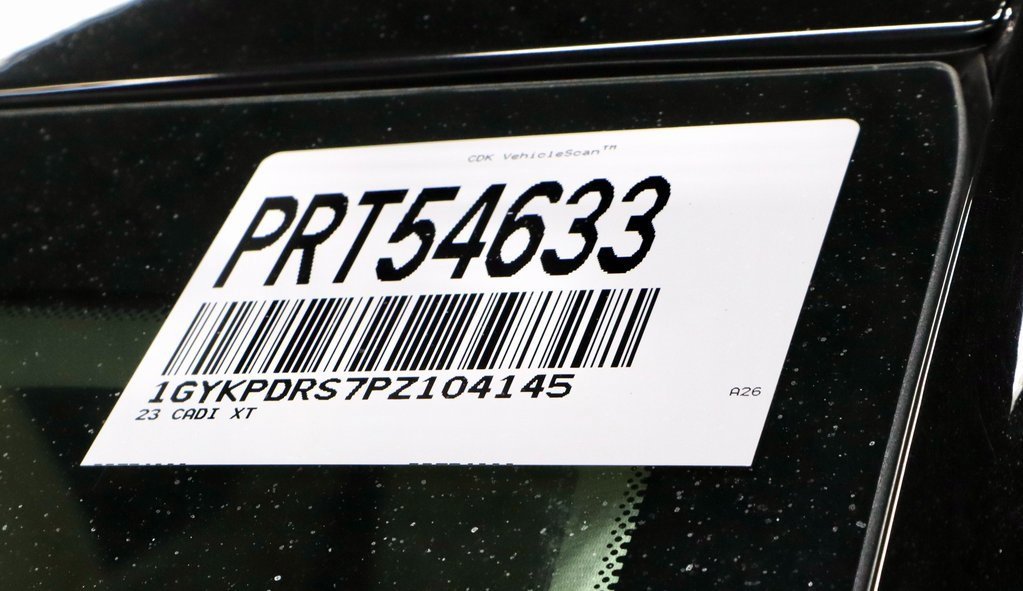 CDK VehicleScan™
PRT54633
1GYKPDRS7PZ104145
23 CADI XT
A26